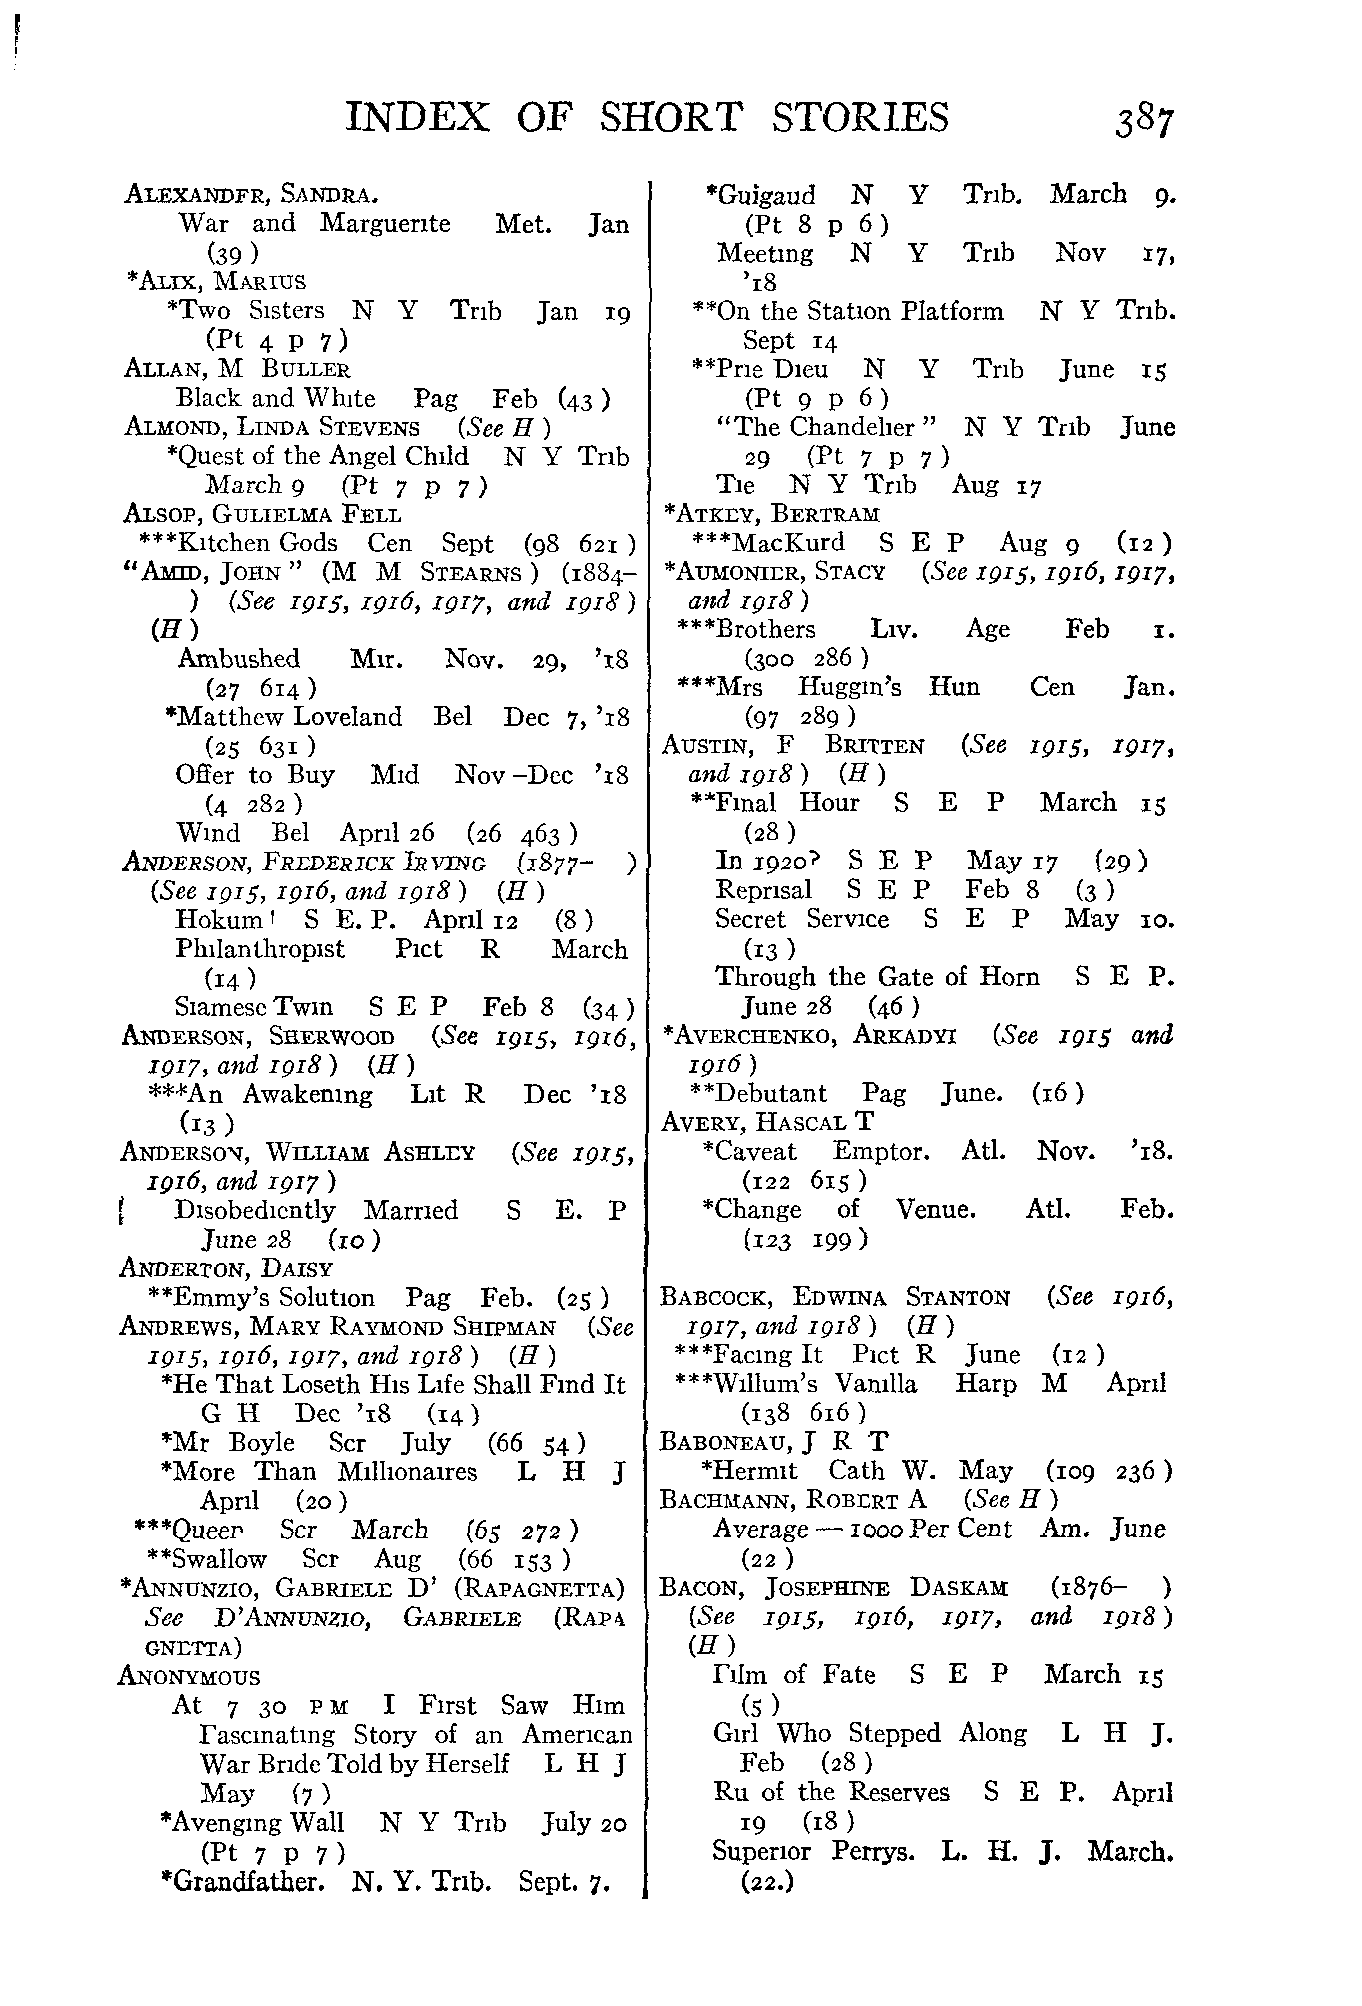 INDEX OF SHORT STORIES 387
ALEXANDER, SANDRA.
War and Marguerite Met. Jan
(39 )
*ALIX, MARIUS
*Two Sisters N Y Trib Jan 19
(Pt 4 p 7 )
ALLAN, M BULLER
Black and White Pag Feb (43 )
ALMOND, LINDA STEVENS (See H )
*Quest of the Angel Child N Y Trib
March 9 (Pt 7 p 7 )
ALSOP, GULIELMA FELL
***Kitchen Gods Cen Sept (98 621 )
“AMID, JOHN ” (M M STEARNS ) (1884–
) (See 1915, 1916, 1917, and 1918 )
(H )
Ambushed Mir. Nov. 29, ’18
(27 614 )
*Matthew Loveland Bel Dec 7, ’18
(25 631 )
Offer to Buy Mid Nov –Dec ’18
(4 282 )
Wind Bel April 26 (26 463 )
ANDERSON, FREDERICK IRVING (1877– )
(See 1915, 1916, and 1918 ) (H )
Hokum! S E. P. April 12 (8 )
Philanthropist Pict R March
(14 )
Siamese Twin S E P Feb 8 (34 )
ANDERSON, SHERWOOD (See 1915, 1916,
1917, and 1918 ) (H )
***An Awakening Lit R Dec ’18
(13 )
ANDERSON, WILLIAM ASHLEY (See 1915,
1916, and 1917 )
Disobediently Married S E. P
June 28 (10 )
ANDERTON, DAISY
**Emmy’s Solution Pag Feb. (25 )
ANDREWS, MARY RAYMOND SHIPMAN (See
1915, 1916, 1917, and 1918 ) (H )
*He That Loseth His Life Shall Find It
G H Dec ’18 (14 )
*Mr Boyle Scr July (66 54 )
*More Than Millionaires L H J
April (20 )
***Queer Scr March (65 272 )
**Swallow Scr Aug (66 153 )
*ANNUNZIO, GABRIELE D’ (RAPAGNETTA)
See D’ANNUNZIO, GABRIELE (RAPA
GNETTA)
ANONYMOUS
At 7 30 P M I First Saw Him
Fascinating Story of an American
War Bride Told by Herself L H J
May (7 )
*Avenging Wall N Y Trib July 20
(Pt 7 p 7 )
*Grandfather. N. Y. Trib. Sept. 7.
*Guigaud N Y Trib. March 9.
(Pt 8 p 6 )
Meeting N Y Trib Nov 17,
’18
**On the Station Platform N Y Trib.
Sept 14
**Prie Dieu N Y Trib June 15
(Pt 9 p 6 )
“The Chandelier ” N Y Trib June
29 (Pt 7 p 7 )
Tie N Y Trib Aug 17
*ATKEY, BERTRAM
***MacKurd S E P Aug 9 (12 )
*AUMONIER, STACY (See 1915, 1916, 1917,
and 1918 )
***Brothers Liv. Age Feb 1.
(300 286 )
***Mrs Huggin’s Hun Cen Jan.
(97 289 )
AUSTIN, F BRITTEN (See 1915, 1917,
and 1918 ) (H )
**Final Hour S E P March 15
(28 )
In 1920? S E P May 17 (29 )
Reprisal S E P Feb 8 (3 )
Secret Service S E P May 10.
(13 )
Through the Gate of Horn S E P.
June 28 (46 )
*AVERCHENKO, ARKADYI (See 1915 and
1916 )
**Debutant Pag June. (16 )
AVERY, HASCAL T
*Caveat Emptor. Atl. Nov. ’18.
(122 615 )
*Change of Venue. Atl. Feb.
(123 199 )
BABCOCK, EDWINA STANTON (See 1916,
1917, and 1918 ) (H )
***Facing It Pict R June (12 )
***Willum’s Vanilla Harp M April
(138 616 )
BABONEAU, J R T
*Hermit Cath W. May (109 236 )
BACHMANN, ROBERT A (See H )
Average — 1000 Per Cent Am. June
(22 )
BACON, JOSEPHINE DASKAM (1876– )
(See 1915, 1916, 1917, and 1918 )
(H )
Film of Fate S E P March 15
(5 )
Girl Who Stepped Along L H J.
Feb (28 )
Ru of the Reserves S E P. April
19 (18 )
Superior Perrys. L. H. J. March.
(22.)